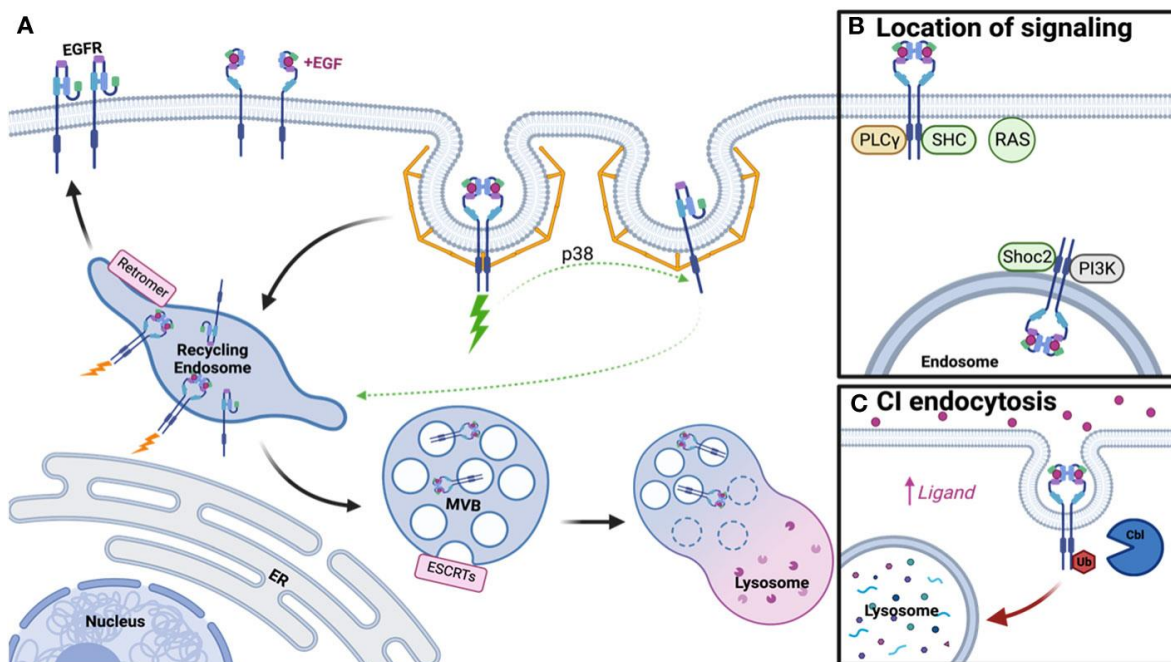 A
EGFR
+EGF
p38
Retromer
Recycling
Endosome
MVB
ESCRTs
Lysosome
ER
Nucleus
B
Location of signaling
PLCγ
SHC
RAS
Shoc2
PI3K
Endosome
C
CI endocytosis
Ligand
Cbl
Ub
Lysosome